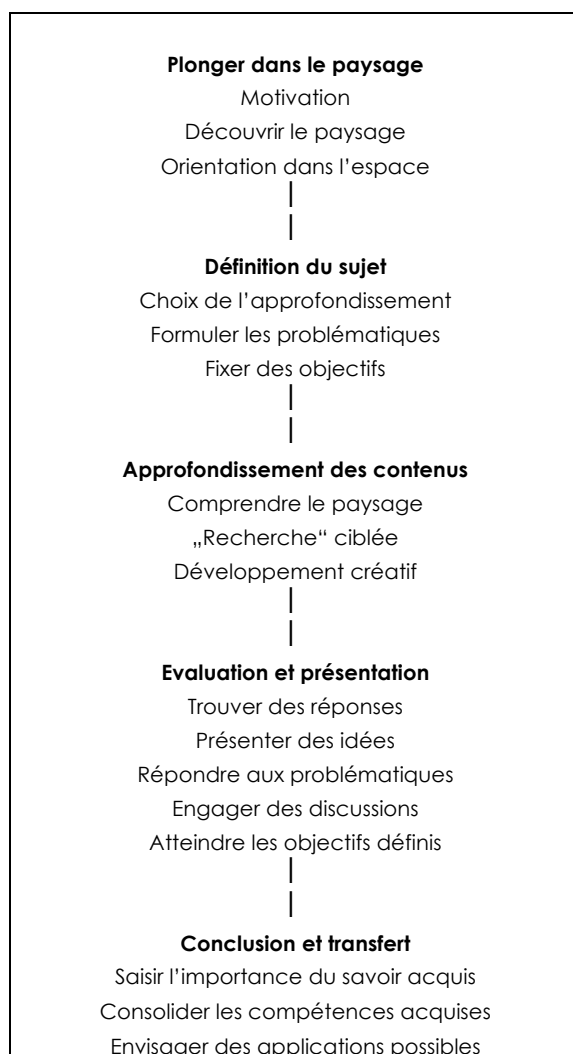 Plonger dans le paysage
Motivation
Découvrir le paysage
Orientation dans l’espace
Définition du sujet
Choix de l’approfondissement
Formuler les problématiques
Fixer des objectifs
Approfondissement des contenus
Comprendre le paysage
„Recherche“ ciblée
Développement créatif
Evaluation et présentation
Trouver des réponses
Présenter des idées
Répondre aux problématiques
Engager des discussions
Atteindre les objectifs définis
Conclusion et transfert
Saisir l’importance du savoir acquis
Consolider les compétences acquises
Envisager des applications possibles